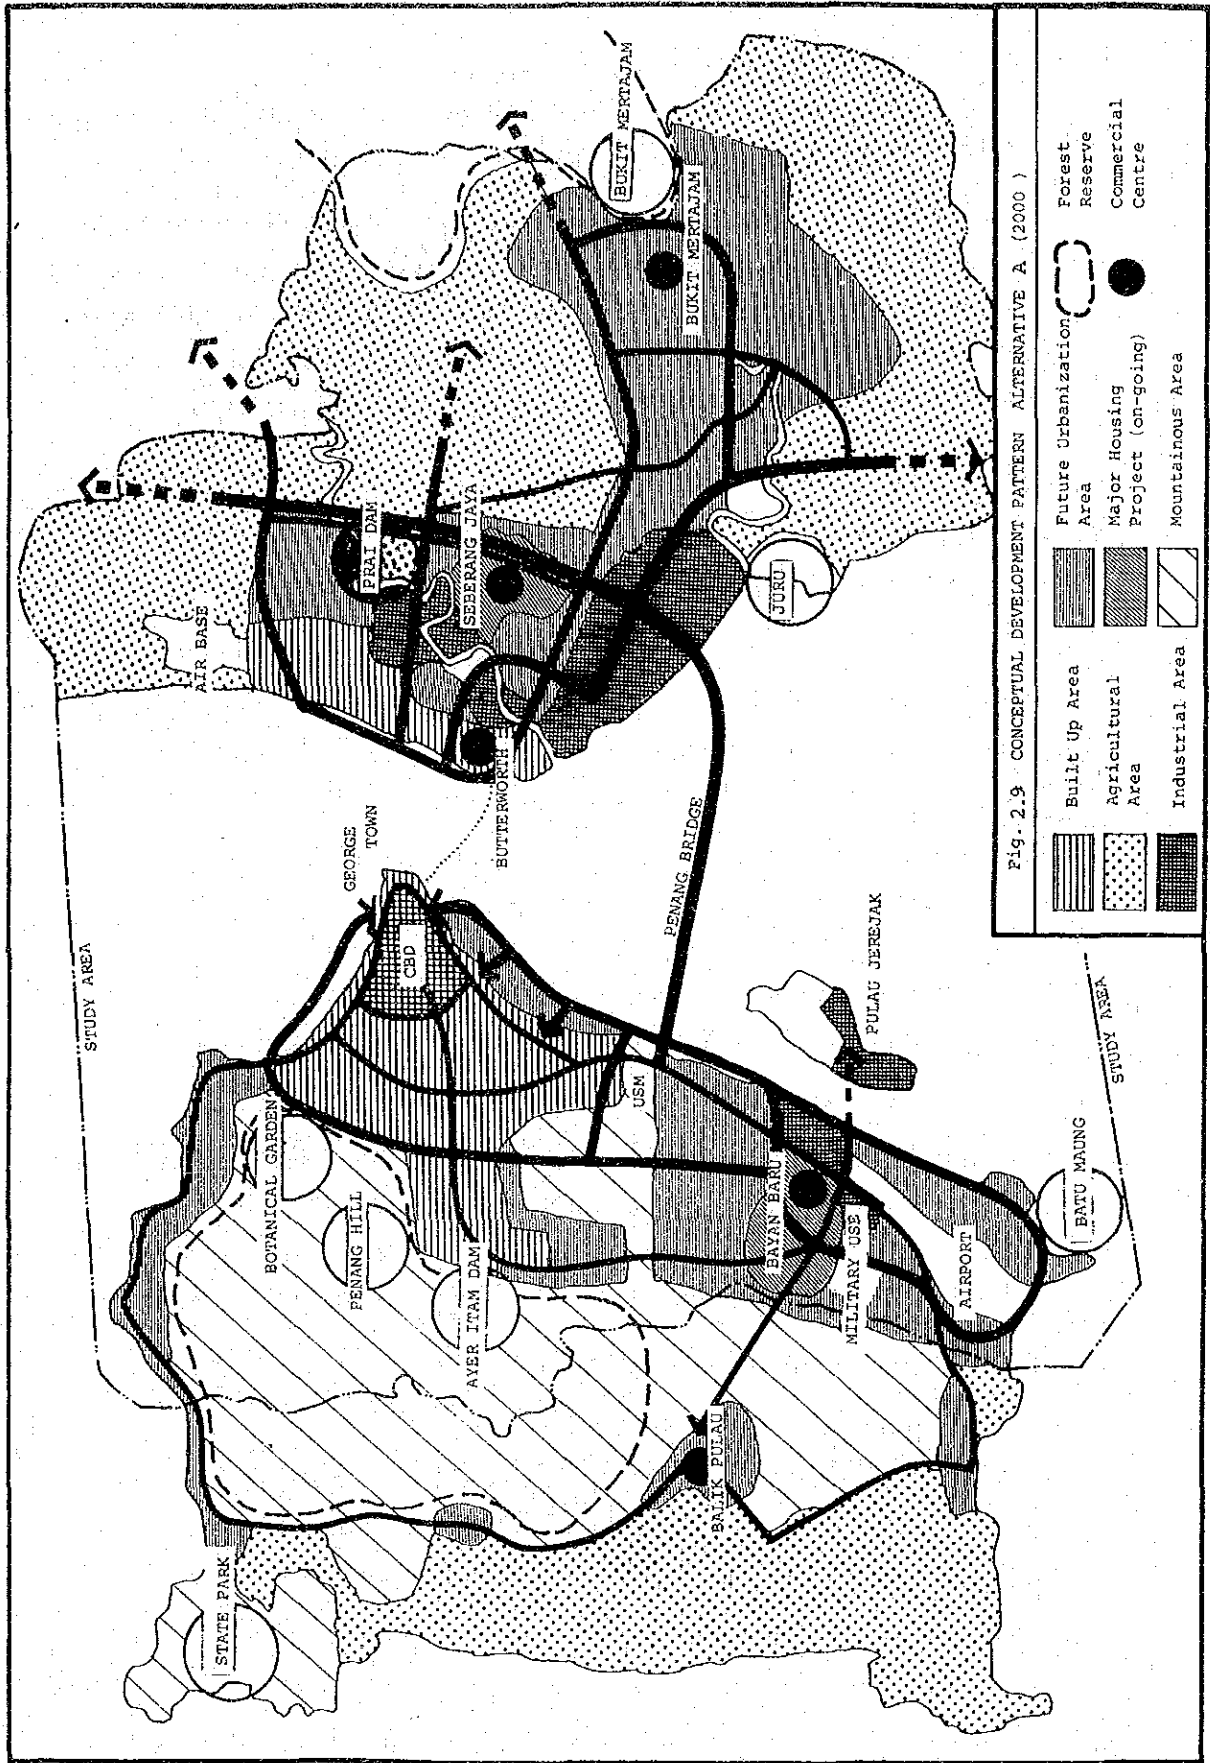 STUDY AREA
STATE PARK
BOTANICAL GARDEN
PENANG HILL
AYER ITAM DAM
GEORGE
TOWN
CBD
BUTTERWORTH
AIR BASE
PRAI DAM
SEBERANG JAYA
BUKIT MERTAJAM
BUKIT MERTAJAM
JURU
PENANG BRIDGE
USM
BALIK PULAU
BAYAN BARU
MILITARY USE
AIRPORT
PULAU JEREJAK
BATU MAUNG
STUDY AREA
Fig. 2.9 CONCEPTUAL DEVELOPMENT PATTERN ALTERNATIVE A (2000 )
Built Up Area
Future Urbanization
Area
Forest
Reserve
Agricultural
Area
Major Housing
Project (on-going)
Commercial
Centre
Industrial Area
Mountainous Area